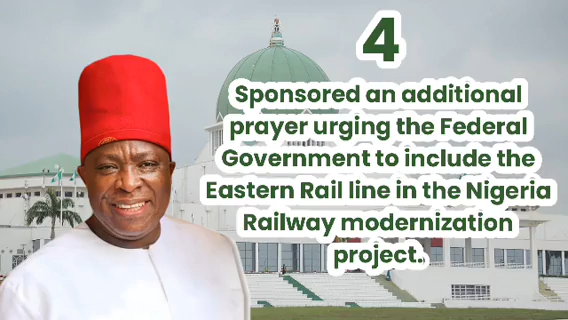 4
Sponsored an additional
prayer urging the Federal
Government to include the
Eastern Rail line in the Nigeria
Railway modernization
project.